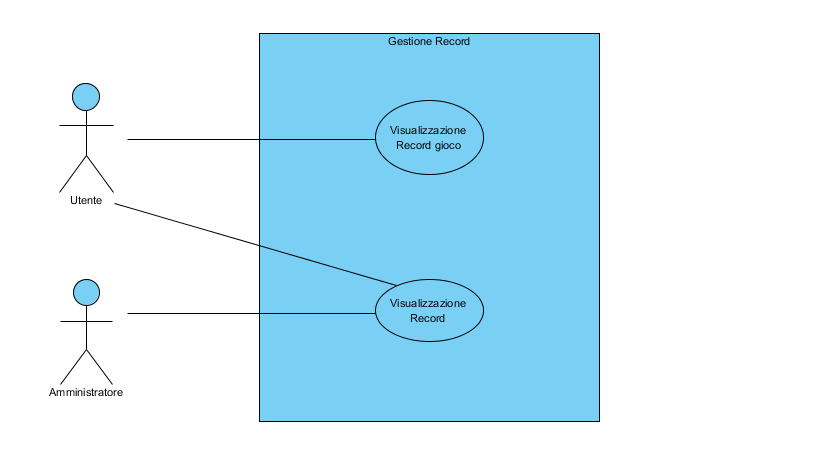 Gestione Record
Visualizzazione
Record gioco
Utente
Visualizzazione
Record
Amministratore